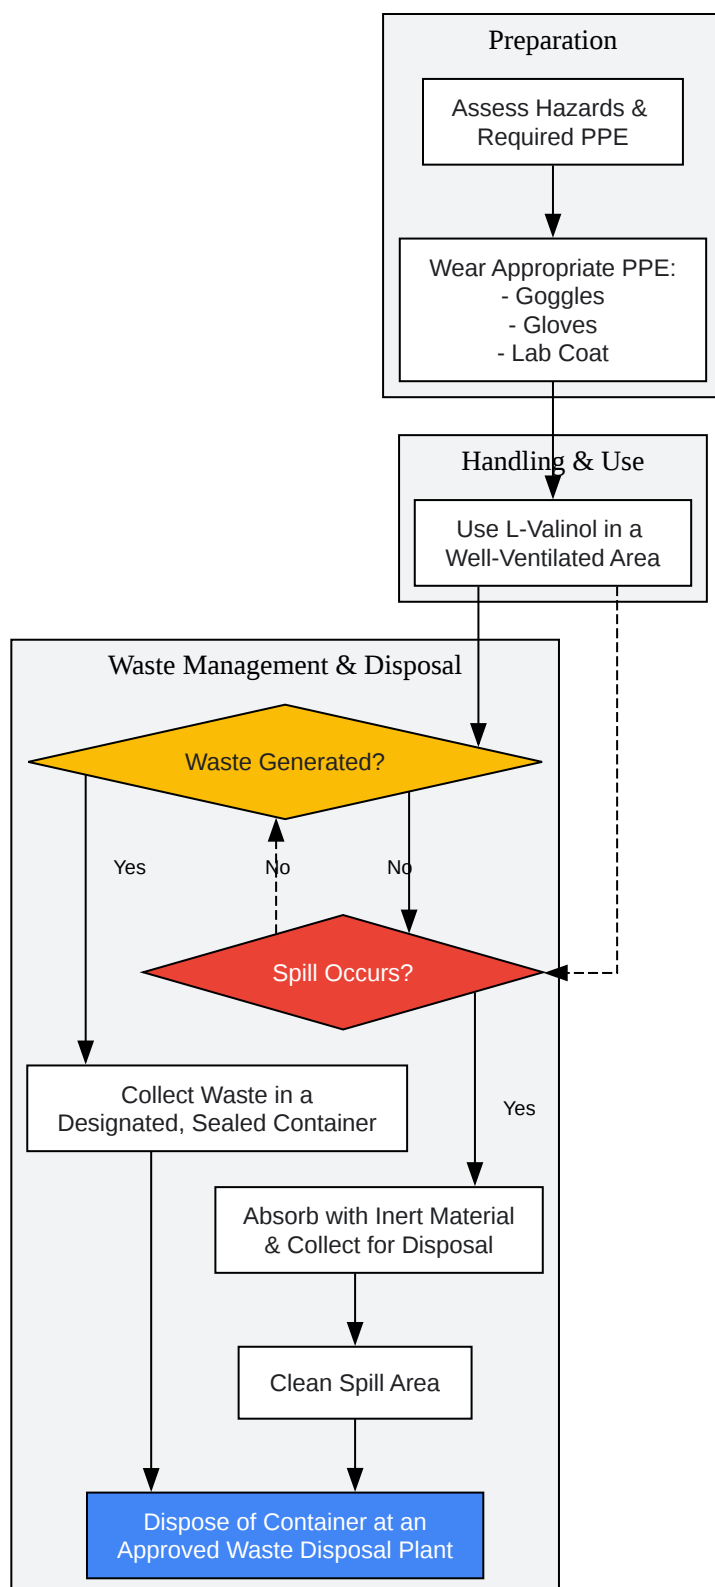 Preparation
Assess Hazards &
Required PPE
Wear Appropriate PPE:
- Goggles
- Gloves
- Lab Coat
Handling & Use
Use L-Valinol in a
Well-Ventilated Area
Waste Management & Disposal
Waste Generated?
Yes
No
No
Spill Occurs?
Collect Waste in a
Designated, Sealed Container
Yes
Absorb with Inert Material
& Collect for Disposal
Clean Spill Area
Dispose of Container at an
Approved Waste Disposal Plant